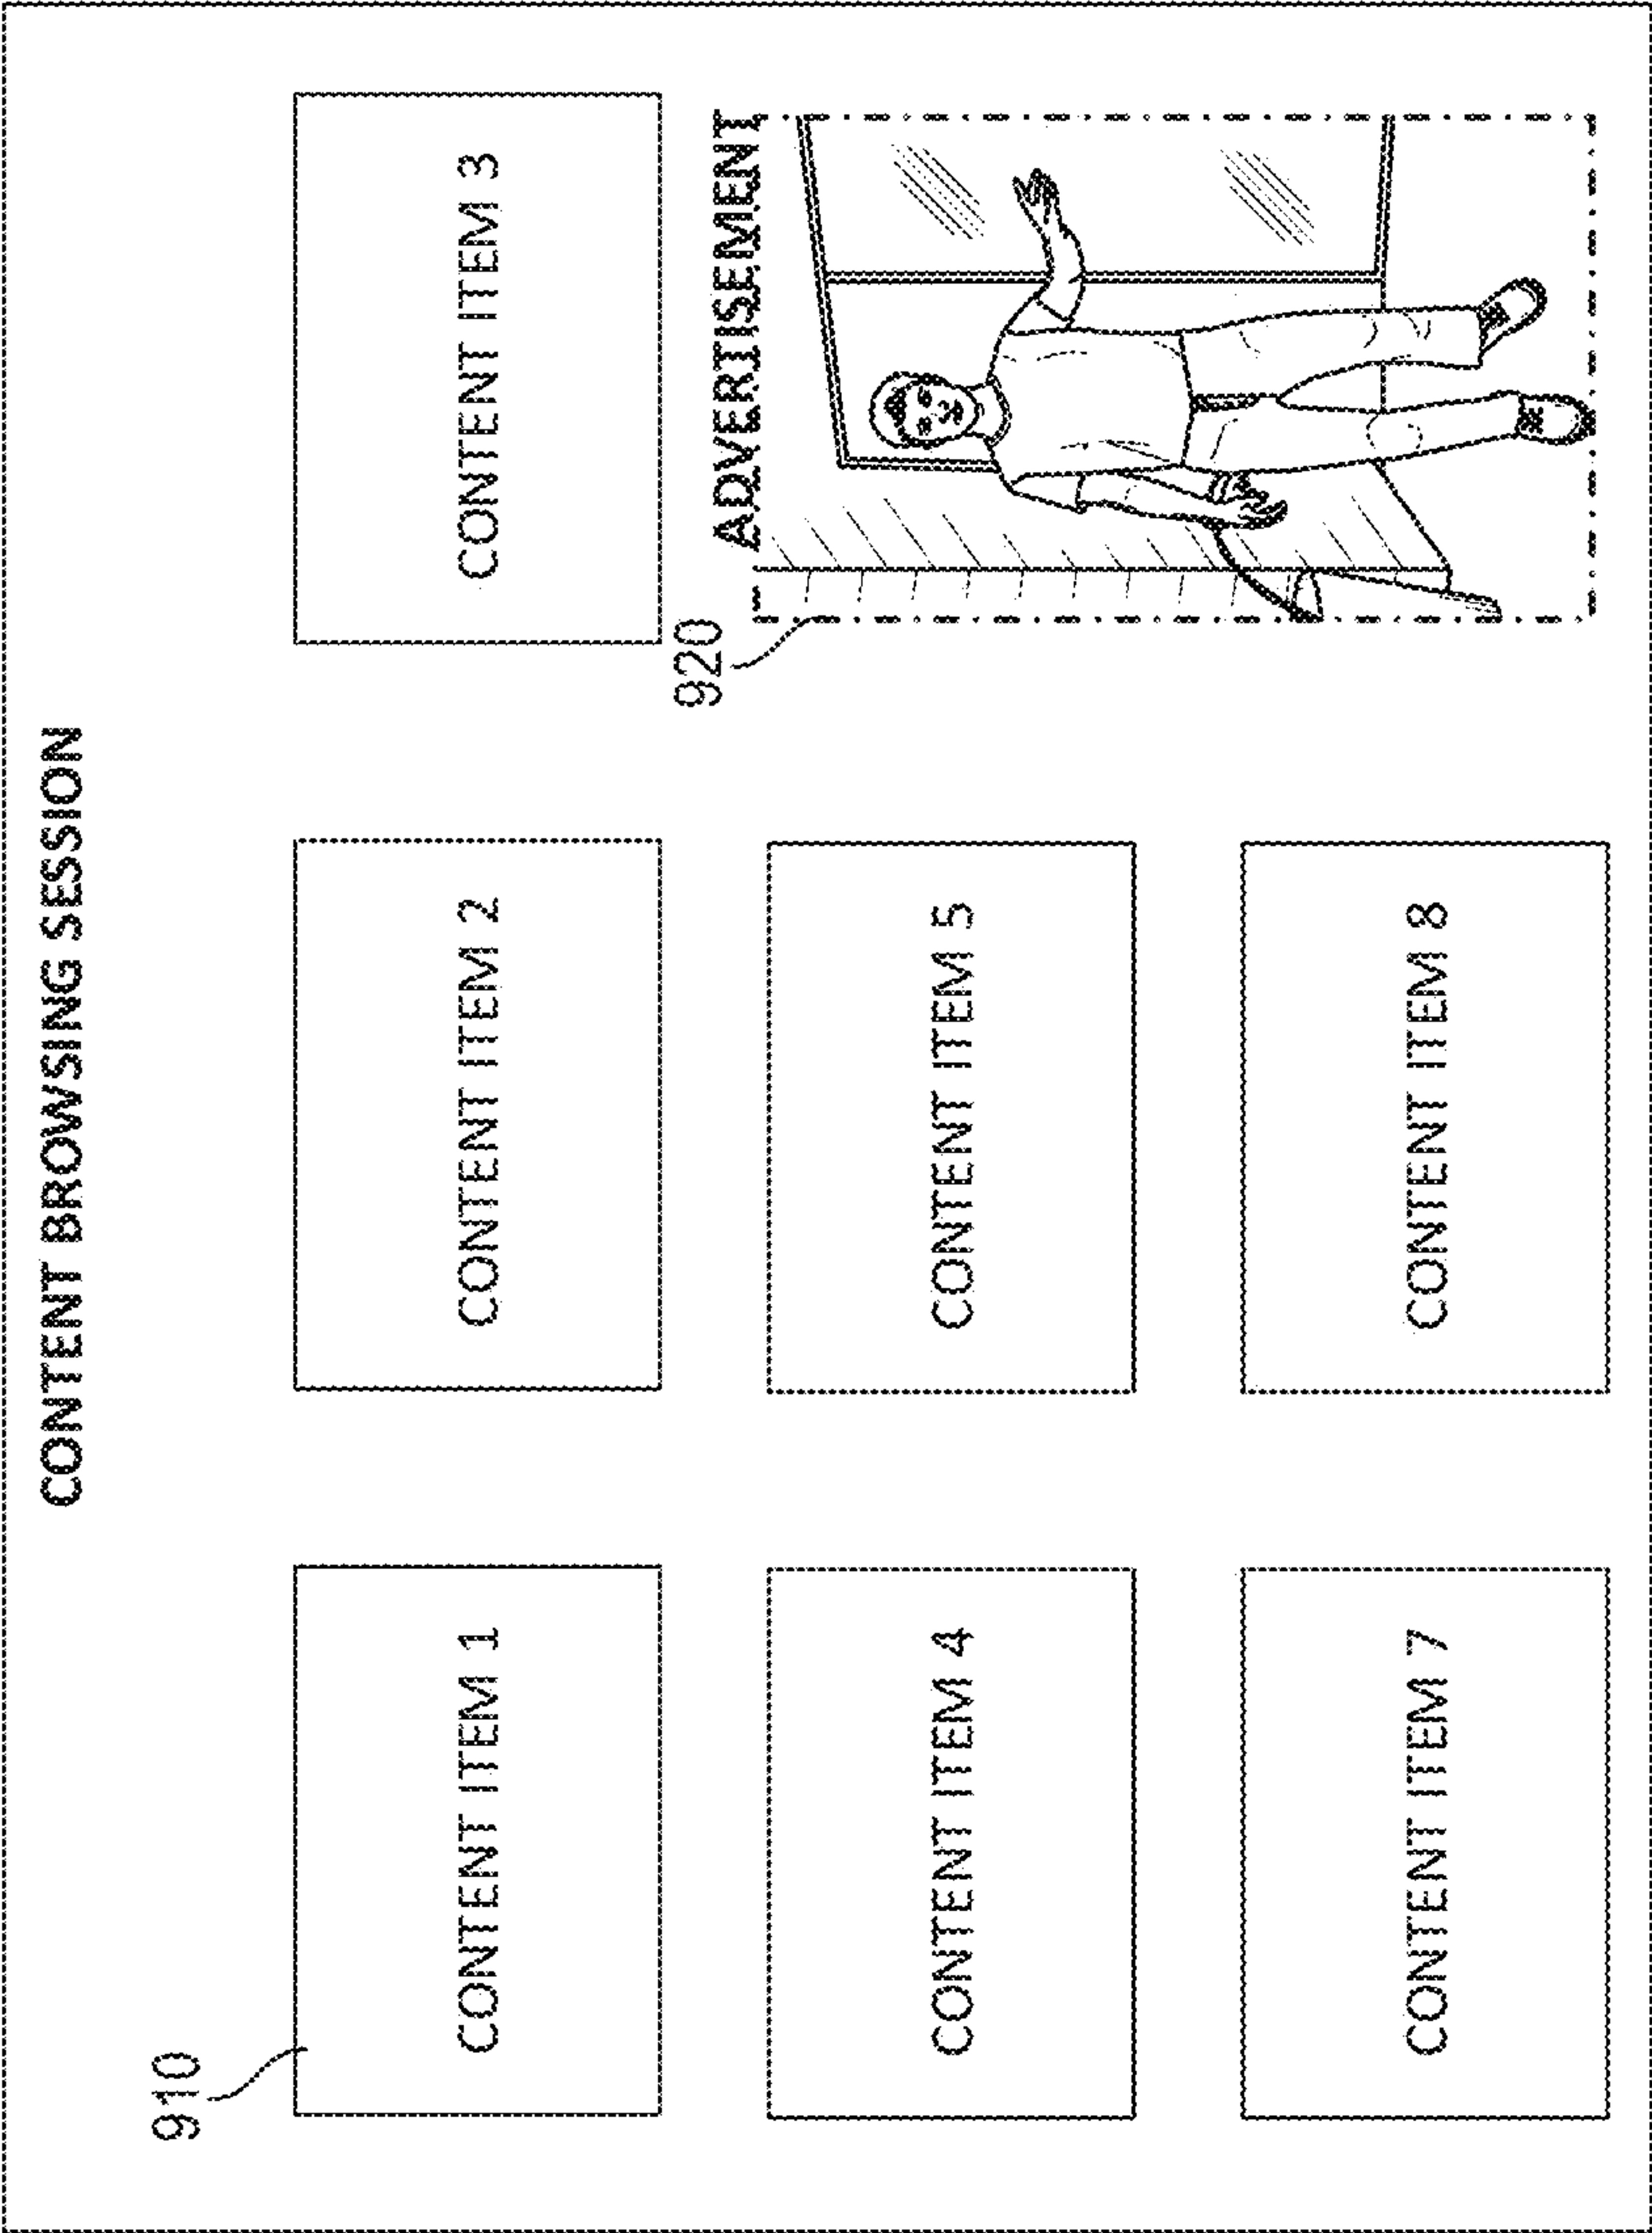 CONTENT BROWSING SESSION
910
CONTENT ITEM 1
CONTENT ITEM 2
CONTENT ITEM 3
920
ADVERTISEMENT
CONTENT ITEM 4
CONTENT ITEM 5
CONTENT ITEM 7
CONTENT ITEM 8